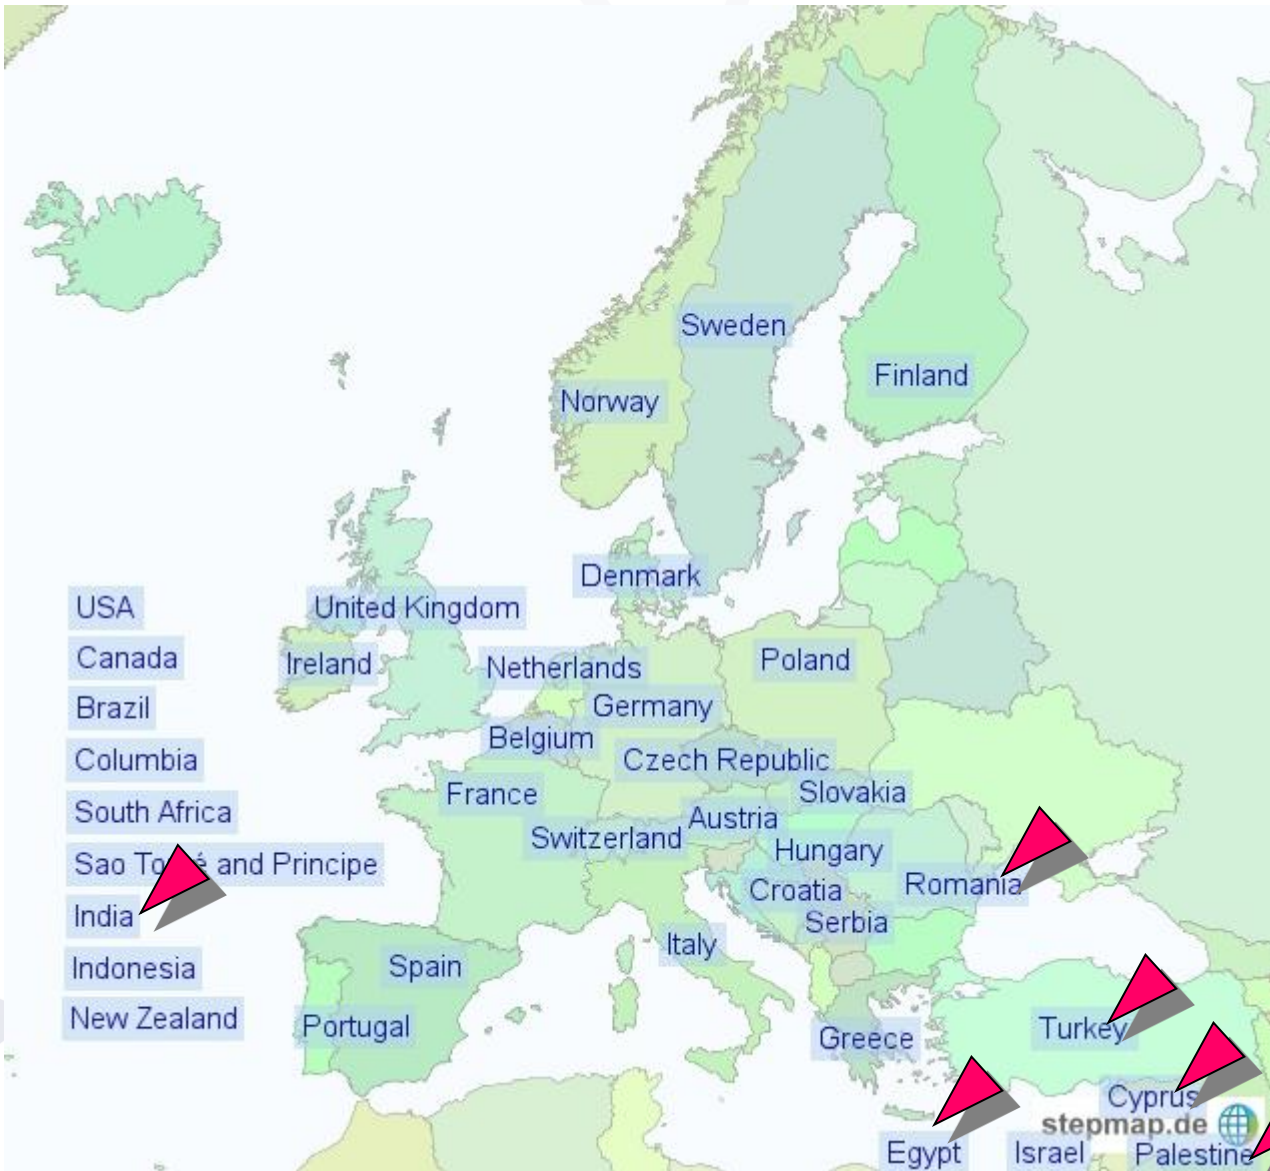 Sweden
Finland
Norway
Denmark
USA
United Kingdom
Canada
Ireland
Netherlands
Poland
Brazil
Germany
Belgium
Columbia
Czech Republic
France
Slovakia
South Africa
Austria
Switzerland
Hungary
Sao Tomé and Principe
Croatia
Romania
India
Serbia
Italy
Indonesia
Spain
New Zealand
Portugal
Turkey
Greece
Cyprus
stepmap.de
Egypt
Israel
Palestine